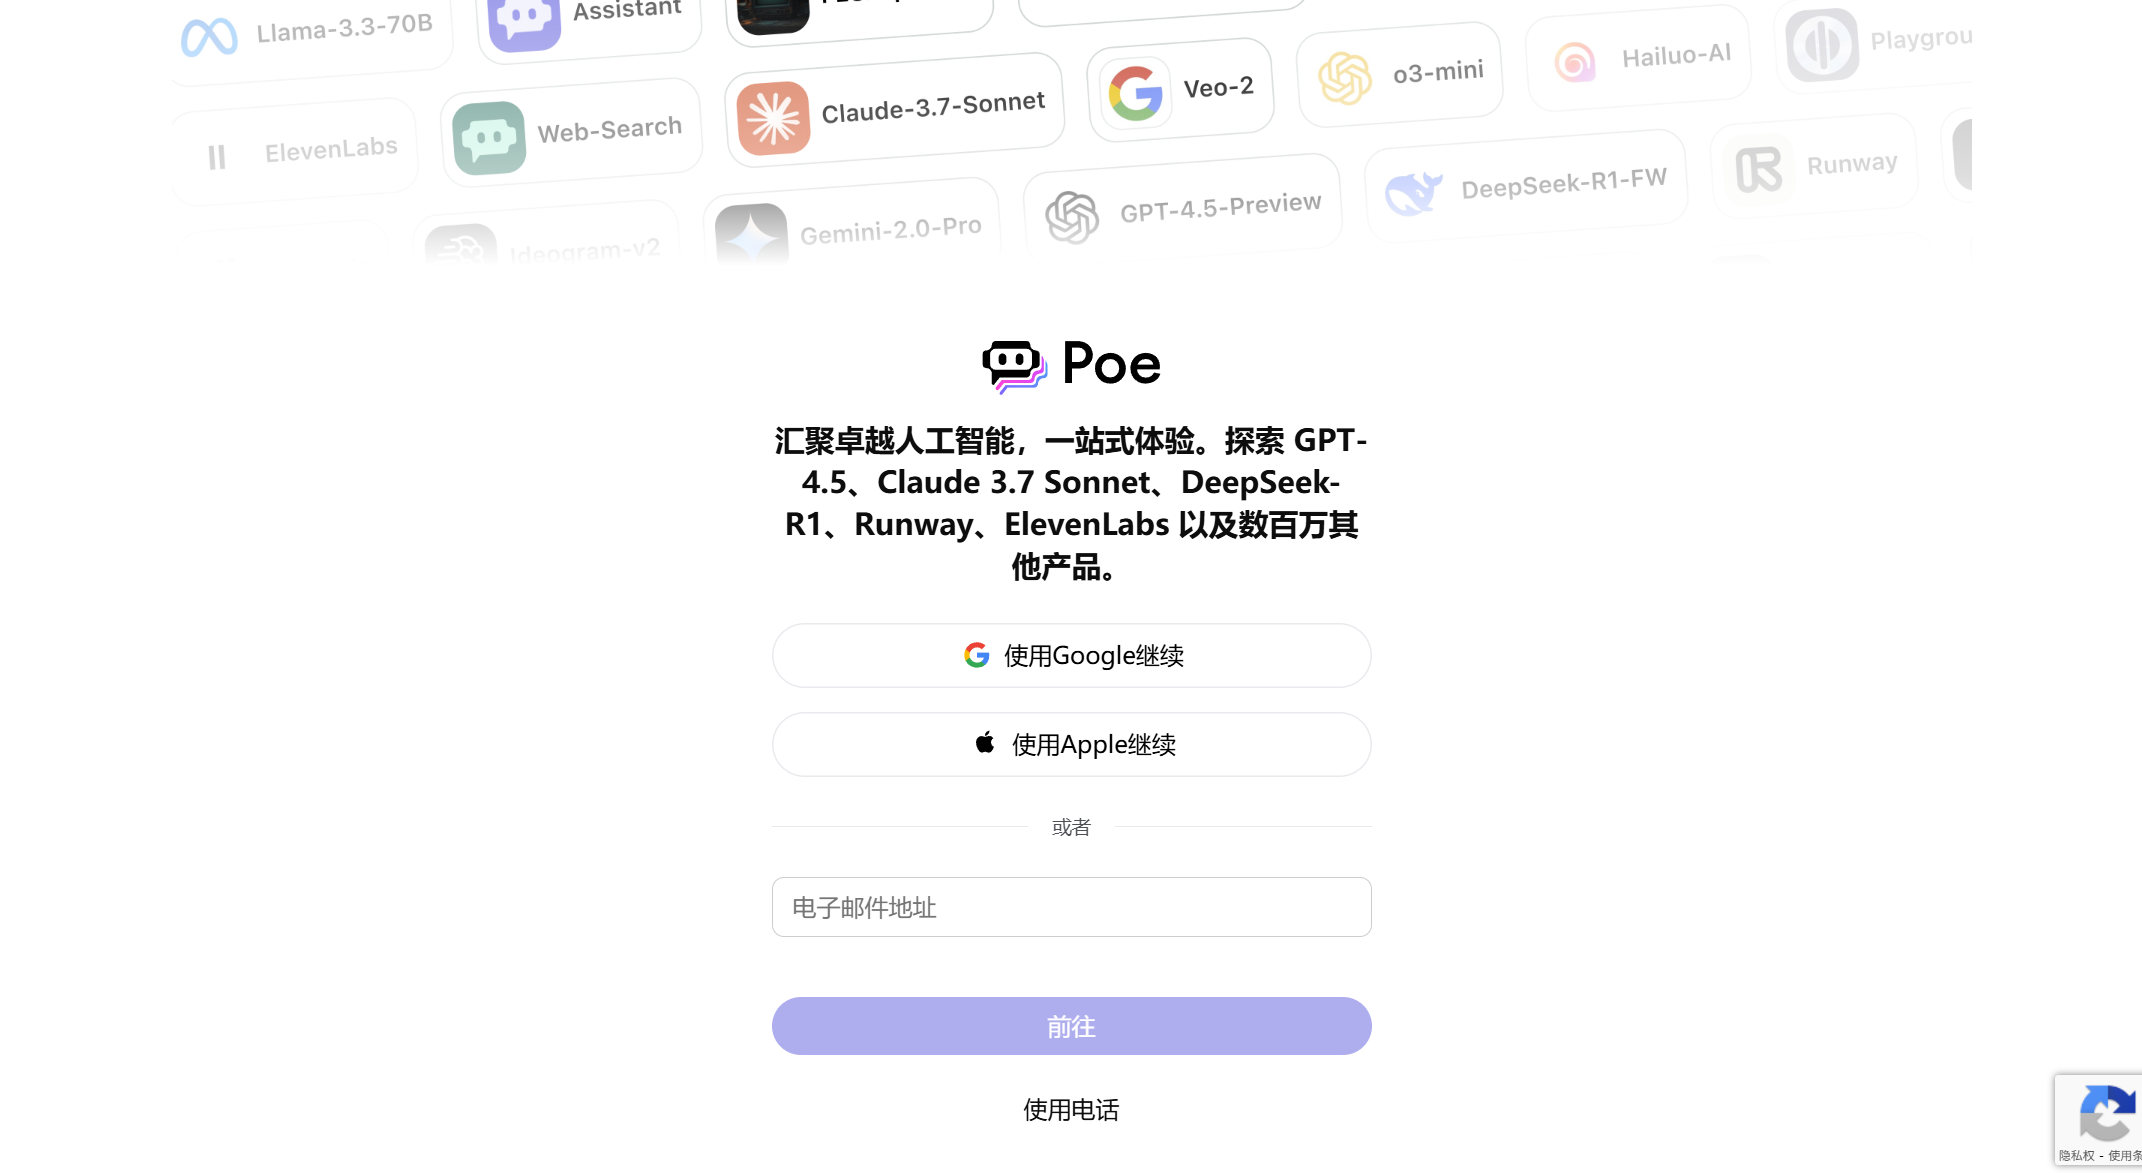 Llama-3.3-70B
Assistant
ElevenLabs
Web-Search
Claude-3.7-Sonnet
Veo-2
o3-mini
Hailuo-AI
Ideogram-v2
Gemini-2.0-Pro
GPT-4.5-Preview
DeepSeek-R1-FW
Runway
Poe
汇聚卓越人工智能，一站式体验。探索 GPT-
4.5、Claude 3.7 Sonnet、DeepSeek-
R1、Runway、ElevenLabs 以及数百万其
他产品。
使用Google继续
使用Apple继续
或者
电子邮件地址
前往
使用电话
隐私权 - 使用条